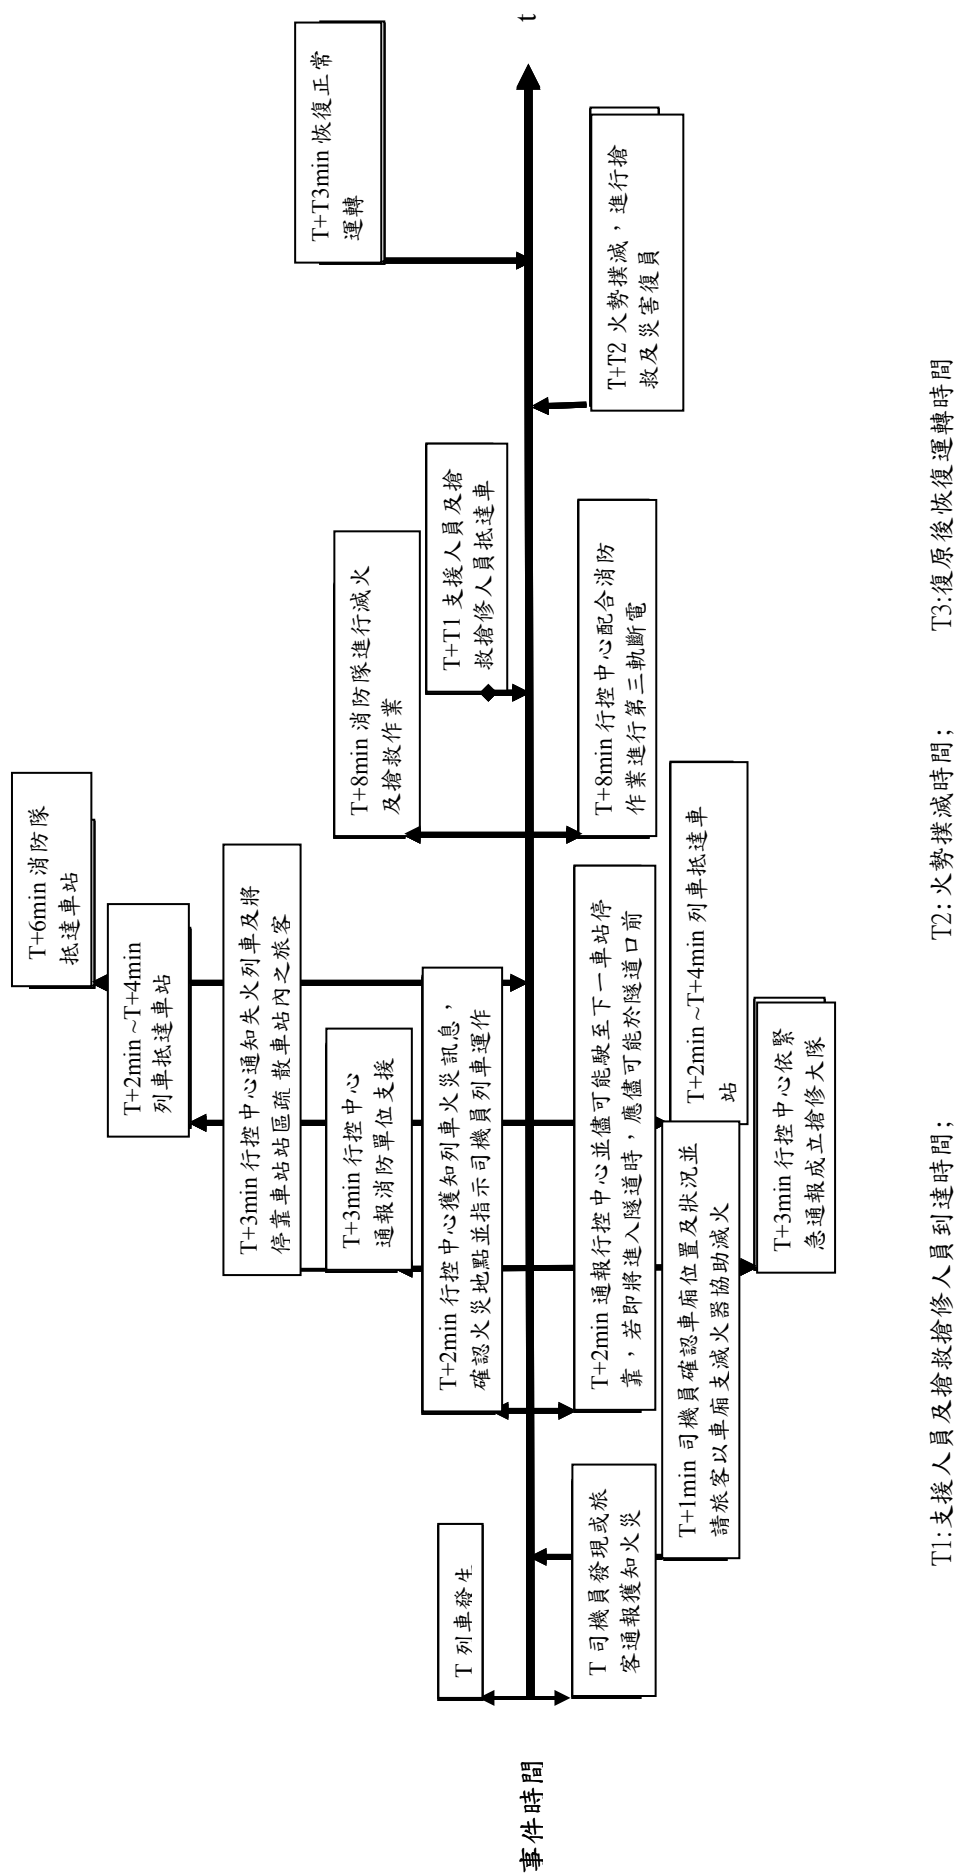 T+6min 消防隊
抵達車站
T+2min ~T+4min
列車抵達車站
T+3min 行控中心通知失火列車及將
停靠車站站區疏散車站內之旅客
T+3min 行控中心
通報消防單位支援
T+2min 行控中心獲知列車火災訊息,
確認火災地點並指示司機員列車運作
T 列車發生
T+8min 消防隊進行滅火
及搶救作業
T+T1 支援人員及搶
救搶修人員抵達車
T+T3min 恢復正常
運轉
事件時間
t
T 司機員發現或旅
客通報獲知火災
T+2min 通報行控中心並儘可能駛至下一車站停
靠，若即將進入隧道時，應儘可能於隧道口前
T+8min 行控中心配合消防
作業進行第三軌斷電
T+T2 火勢撲滅，進行搶
救及災害復員
T+1min 司機員確認車廂位置及狀況並
請旅客以車廂支滅火器協助滅火
T+2min ~T+4min 列車抵達車
站
T+3min 行控中心依緊
急通報成立搶修大隊
T1:支援人員及搶救搶修人員到達時間；
T2:火勢撲滅時間；
T3:復原後恢復運轉時間